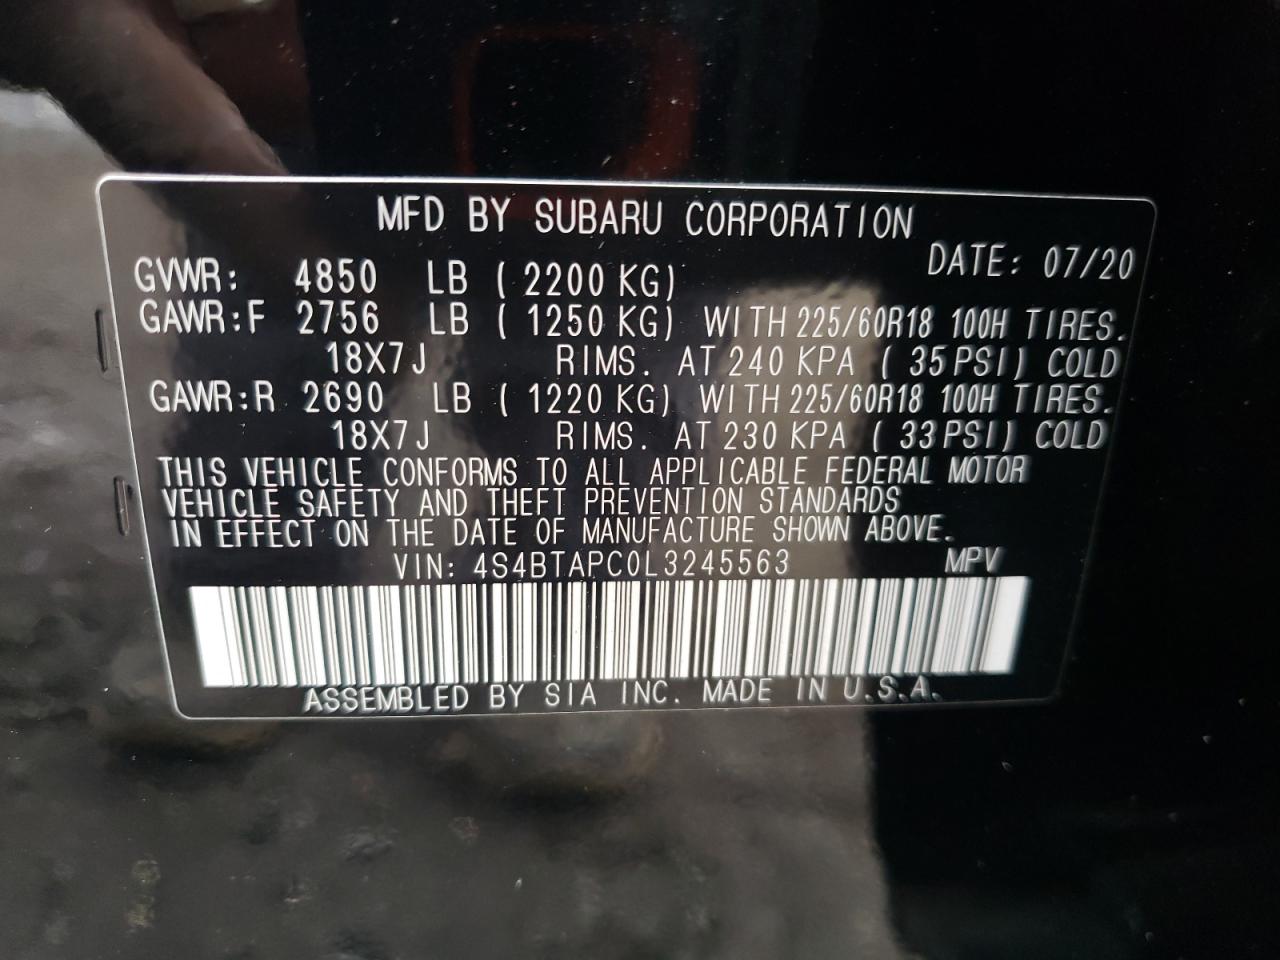 MFD BY SUBARU CORPORATION
DATE: 07/20
GVWR: 4850 LB ( 2200 KG)
GAWR:F 2756 LB ( 1250 KG) WITH 225/60R18 100H TIRES.
18X7J RIMS. AT 240 KPA ( 35 PSI) COLD
GAWR:R 2690 LB ( 1220 KG) WITH 225/60R18 100H TIRES.
18X7J RIMS. AT 230 KPA ( 33 PSI) COLD
THIS VEHICLE CONFORMS TO ALL APPLICABLE FEDERAL MOTOR
VEHICLE SAFETY AND THEFT PREVENTION STANDARDS
IN EFFECT ON THE DATE OF MANUFACTURE SHOWN ABOVE.
VIN: 4S4BTAPC0L3245563 MPV
ASSEMBLED BY SIA INC. MADE IN U.S.A.